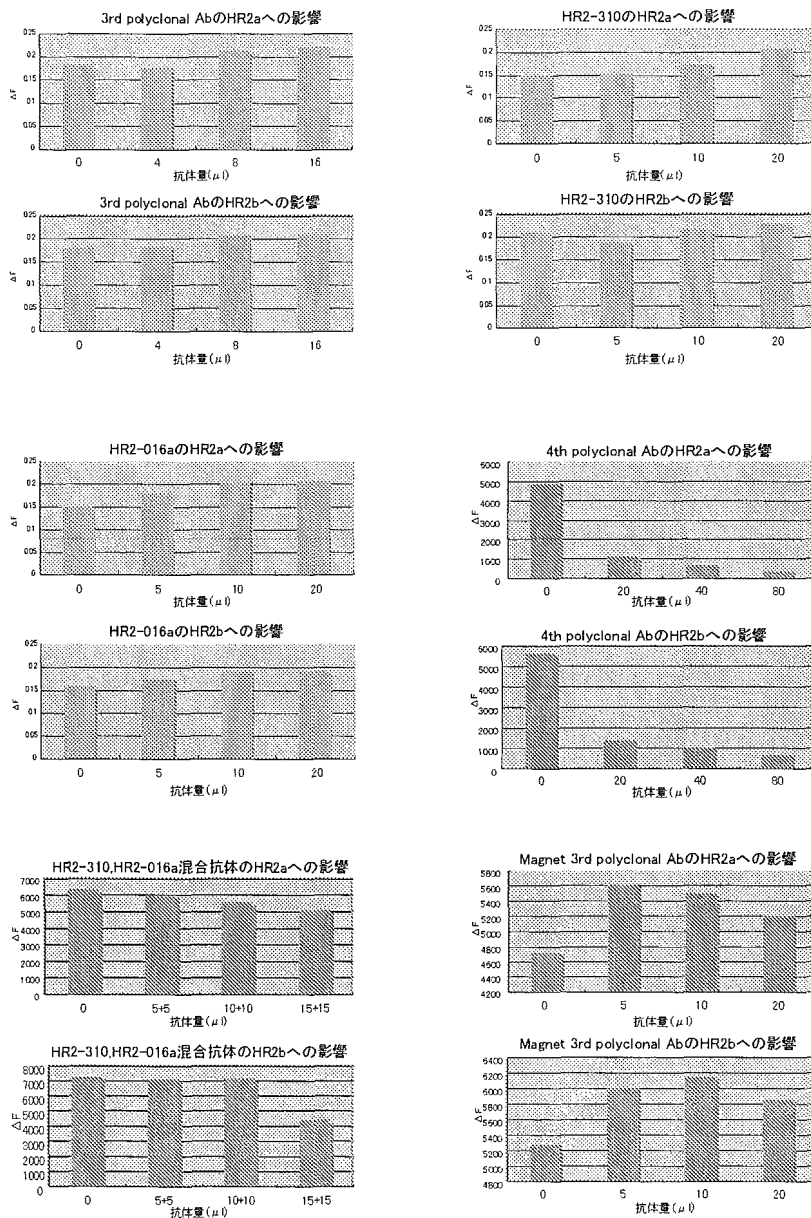 3rd polyclonal AbのHR2aへの影響
0.25
0.2
0.15
0.1
0.05
0
ΔF
0 4 8 16
抗体量(μl)
3rd polyclonal AbのHR2bへの影響
0.25
0.2
0.15
0.1
0.05
0
ΔF
0 4 8 16
抗体量(μl)
HR2-310のHR2aへの影響
0.25
0.2
0.15
0.1
0.05
0
ΔF
0 5 10 20
抗体量(μl)
HR2-310のHR2bへの影響
0.25
0.2
0.15
0.1
0.05
0
ΔF
0 5 10 20
抗体量(μl)
HR2-016aのHR2aへの影響
0.25
0.2
0.15
0.1
0.05
0
ΔF
0 5 10 20
抗体量(μl)
HR2-016aのHR2bへの影響
0.25
0.2
0.15
0.1
0.05
0
ΔF
0 5 10 20
抗体量(μl)
4th polyclonal AbのHR2aへの影響
6000
5000
4000
3000
2000
1000
0
ΔF
0 20 40 80
抗体量(μl)
4th polyclonal AbのHR2bへの影響
6000
5000
4000
3000
2000
1000
0
ΔF
0 20 40 80
抗体量(μl)
HR2-310,HR2-016a混合抗体のHR2aへの影響
7000
6000
5000
4000
3000
2000
1000
0
ΔF
0 5+5 10+10 15+15
抗体量(μl)
HR2-310,HR2-016a混合抗体のHR2bへの影響
8000
7000
6000
5000
4000
3000
2000
1000
0
ΔF
0 5+5 10+10 15+15
抗体量(μl)
Magnet 3rd polyclonal AbのHR2aへの影響
5800
5600
5400
5200
5000
4800
4600
4400
4200
ΔF
0 5 10 20
抗体量(μl)
Magnet 3rd polyclonal AbのHR2bへの影響
6400
6200
6000
5800
5600
5400
5200
5000
4800
ΔF
0 5 10 20
抗体量(μl)